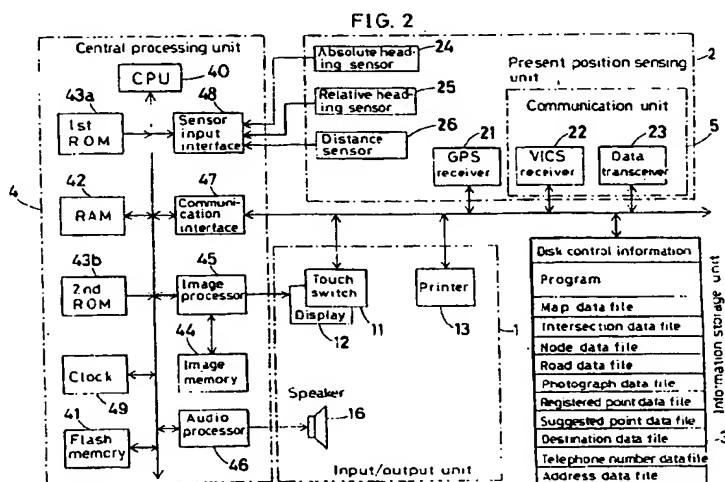 FIG. 2
Central processing unit
CPU
40
43a
1st ROM
48
Sensor
input
interface
Absolute head-
ing sensor
24
Relative heading
sensor
25
Distance
sensor
26
Present position sensing
unit
2
Communication unit
21
GPS
receiver
22
VICS
receiver
23
Data
transceiver
5
42
RAM
4
47
Communi-
cation
interface
43b
2nd ROM
45
Image
processor
44
Image
memory
Clock
49
41
Flash
memory
Audio
processor
46
Touch
switch
Display
12
11
Printer
13
1
Speaker
16
Input/output unit
Disk control information
Program
Map data file
Intersection data file
Node data file
Road data file
Photograph data file
Registered point data file
Suggested point data file
Destination data file
Telephone number data file
Address data file
Information storage unit
3